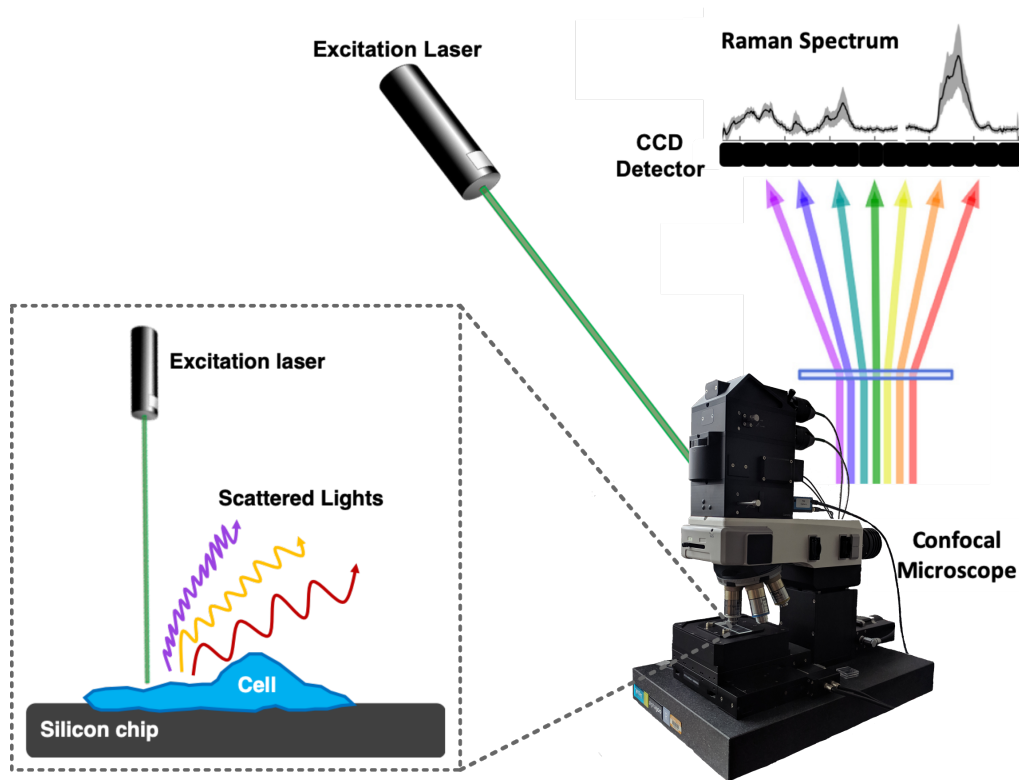 Excitation Laser
Raman Spectrum
CCD
Detector
Excitation laser
Scattered Lights
Confocal
Microscope
Cell
Silicon chip